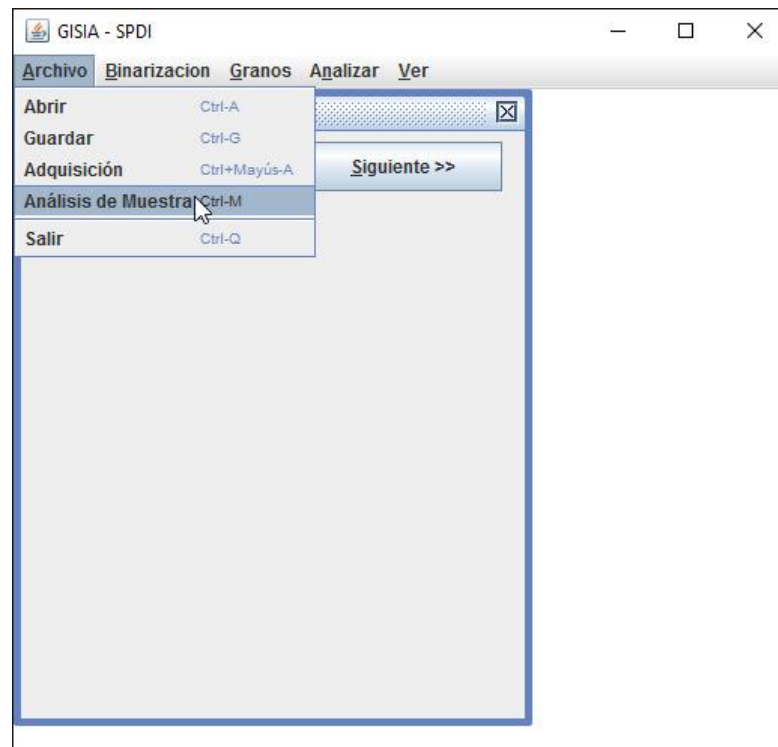 GISIA - SPDI
Archivo Binarizacion Granos Analizar Ver
Abrir Ctrl-A
Guardar Ctrl-G
Adquisición Ctrl+Mayús-A
Siguiente >>
Análisis de Muestra Ctrl-M
Salir Ctrl-Q